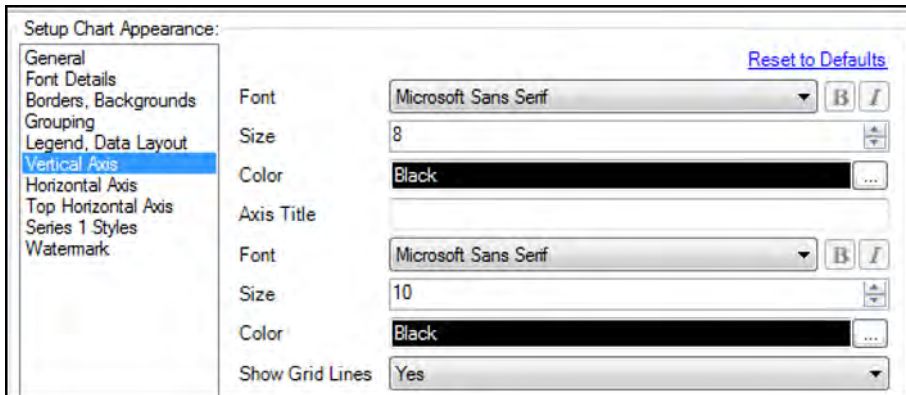 Setup Chart Appearance:
General
Font Details
Borders, Backgrounds
Grouping
Legend, Data Layout
Vertical Axis
Horizontal Axis
Top Horizontal Axis
Series 1 Styles
Watermark
Reset to Defaults
Font Microsoft Sans Serif B I
Size 8
Color Black ...
Axis Title
Font Microsoft Sans Serif B I
Size 10
Color Black ...
Show Grid Lines Yes